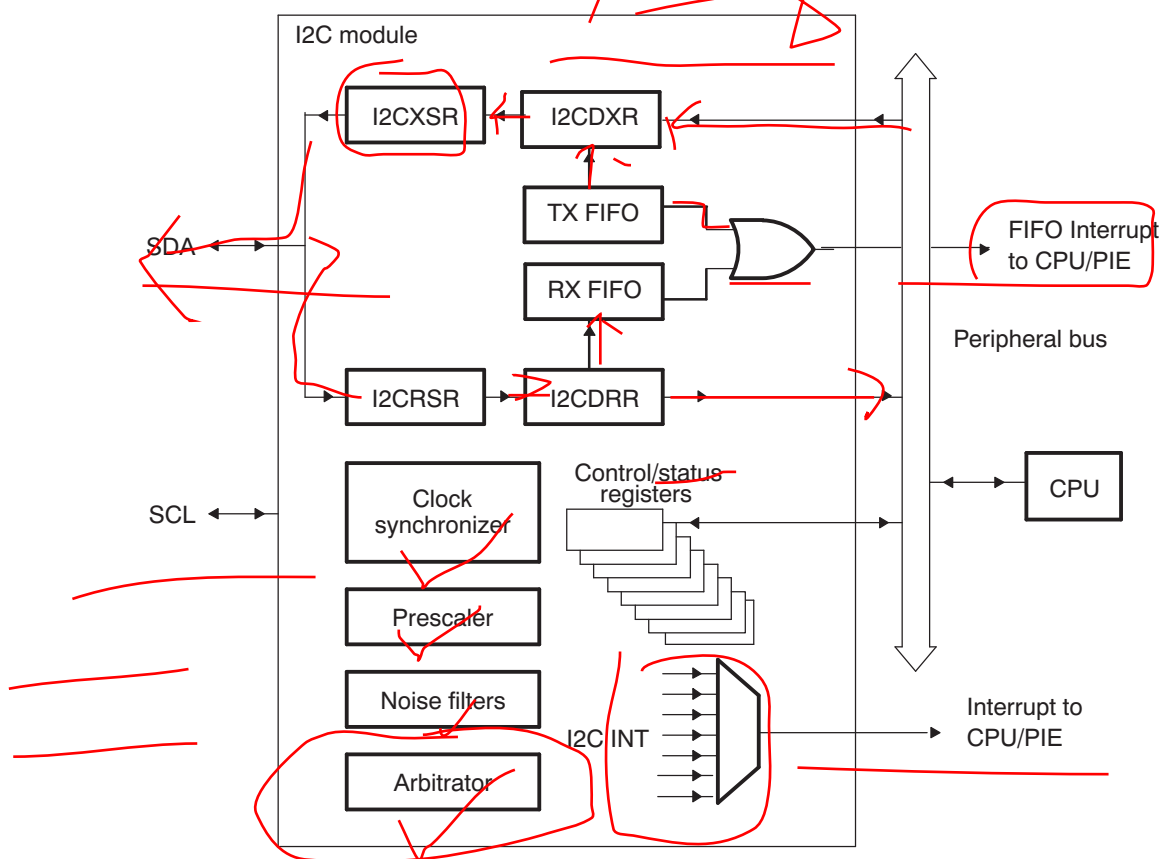 I2C module
I2CXSR
I2CDXR
TX FIFO
SDA
FIFO Interrupt
to CPU/PIE
RX FIFO
Peripheral bus
I2CRSR
I2CDRR
Control/status
registers
Clock
synchronizer
SCL
CPU
Prescaler
Noise filters
I2C INT
Interrupt to
CPU/PIE
Arbitrator